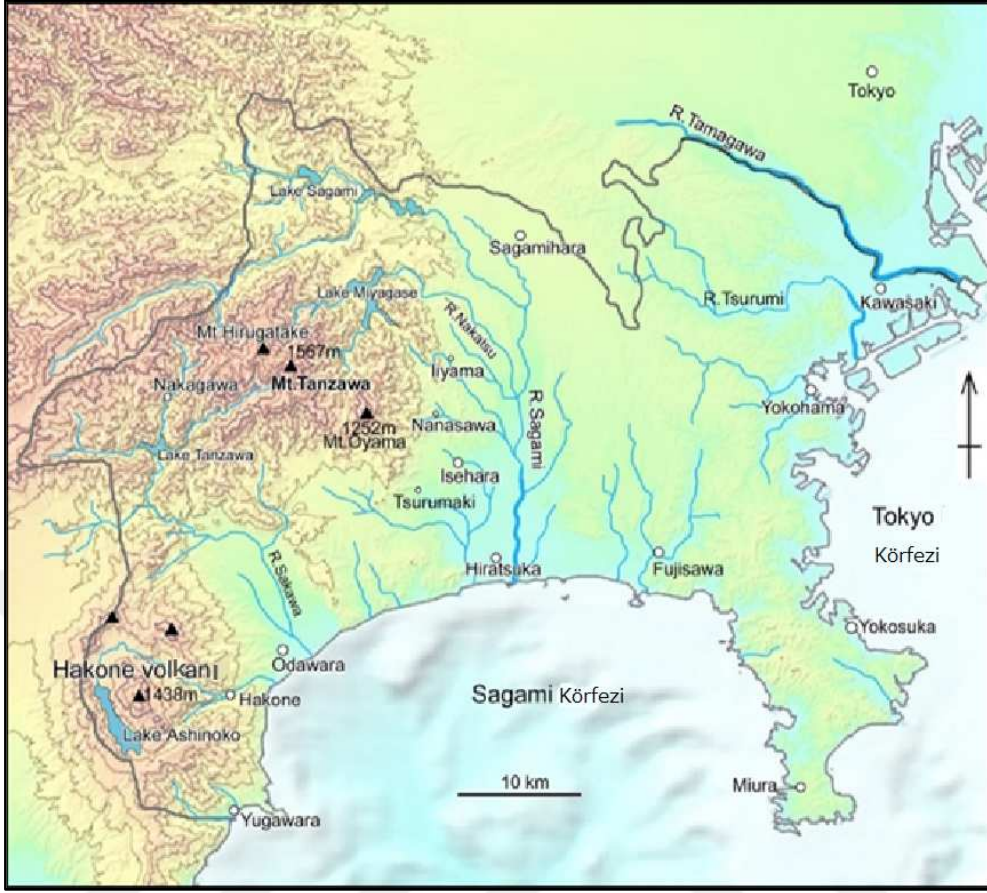 Tokyo
R.Tamagawa
Lake Sagami
Sagamihara
Lake Miyagase
R.Tsurumi
Kawasaki
R.Nakatsu
Mt Hirugatake
1567m
Mt.Tanzawa
Iiyama
Nakagawa
R.Sagami
Yokohama
1252m
Mt.Oyama
Nanasawa
Lake Tanzawa
Isehara
Tsurumaki
Tokyo
Körfezi
R.Sakawa
Hiratsuka
Fujisawa
Yokosuka
Odawara
Hakone volkanı
1438m
Hakone
Sagami Körfezi
Lake Ashinoko
10 km
Miura
Yugawara